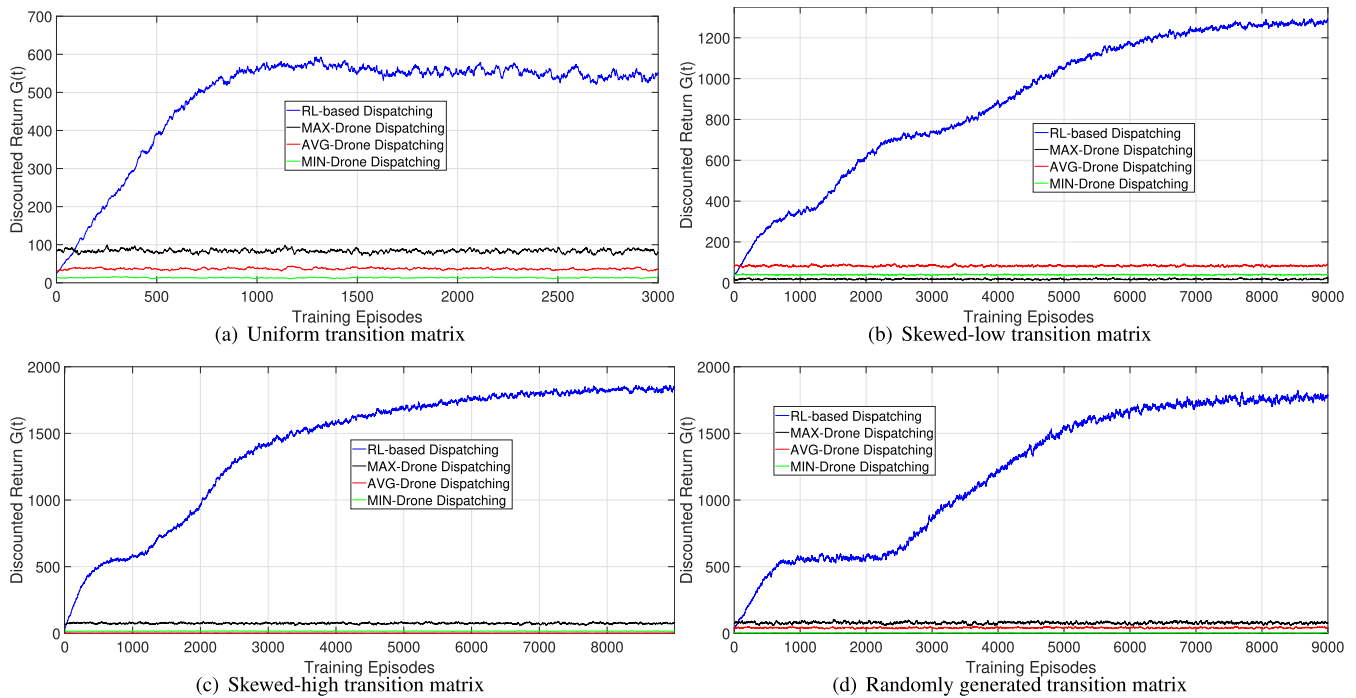 700
600
500
400
300
200
100
0
Discounted Return G(t)
RL-based Dispatching
MAX-Drone Dispatching
AVG-Drone Dispatching
MIN-Drone Dispatching
0 500 1000 1500 2000 2500 3000
Training Episodes
(a) Uniform transition matrix
1200
1000
800
600
400
200
0
Discounted Return G(t)
RL-based Dispatching
MAX-Drone Dispatching
AVG-Drone Dispatching
MIN-Drone Dispatching
0 1000 2000 3000 4000 5000 6000 7000 8000 9000
Training Episodes
(b) Skewed-low transition matrix
2000
1500
1000
500
0
Discounted Return G(t)
RL-based Dispatching
MAX-Drone Dispatching
AVG-Drone Dispatching
MIN-Drone Dispatching
0 1000 2000 3000 4000 5000 6000 7000 8000
Training Episodes
(c) Skewed-high transition matrix
2000
1500
1000
500
0
Discounted Return G(t)
RL-based Dispatching
MAX-Drone Dispatching
AVG-Drone Dispatching
MIN-Drone Dispatching
0 1000 2000 3000 4000 5000 6000 7000 8000 9000
Training Episodes
(d) Randomly generated transition matrix